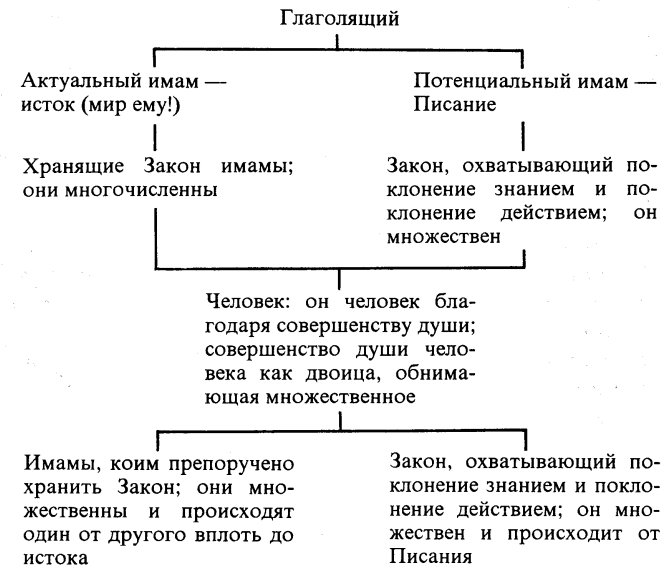 Глаголящий
Актуальный имам —
исток (мир ему!)
Потенциальный имам —
Писание
Хранящие Закон имамы;
они многочисленны
Закон, охватывающий по-
клонение знанием и по-
клонение действием; он
множествен
Человек: он человек бла-
годаря совершенству души;
совершенство души чело-
века как двоица, обнима-
ющая множественное
Имамы, коим препоручено
хранить Закон; они мно-
жественны и происходят
один от другого вплоть до
истока
Закон, охватывающий по-
клонение знанием и покло-
нение действием; он мно-
жествен и происходит от
Писания